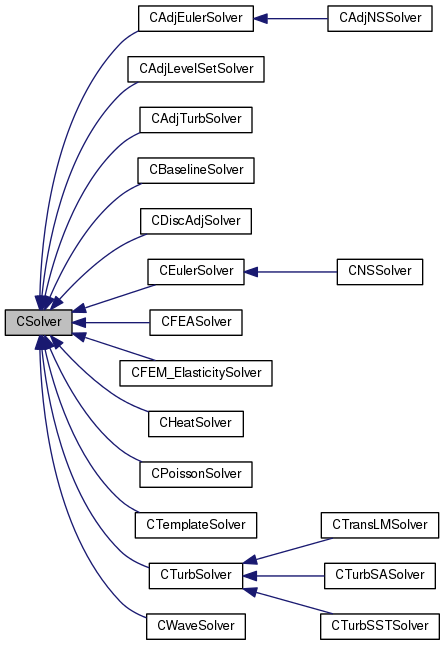 CAdjEulerSolver
CAdjNSSolver
CAdjLevelSetSolver
CAdjTurbSolver
CBaselineSolver
CDiscAdjSolver
CEulerSolver
CNSSolver
CSolver
CFEASolver
CFEM_ElasticitySolver
CHeatSolver
CPoissonSolver
CTemplateSolver
CTransLMSolver
CTurbSolver
CTurbSASolver
CTurbSSTSolver
CWaveSolver